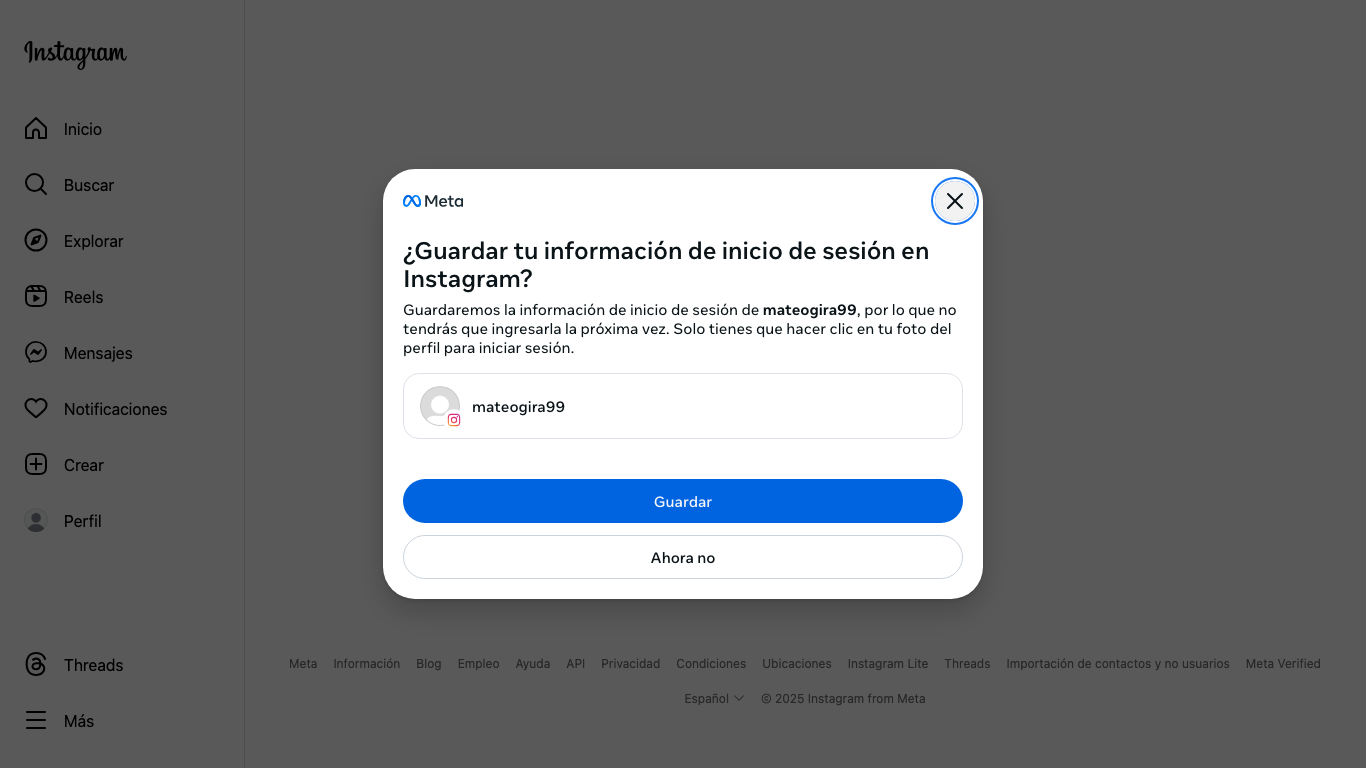 Instagram
Inicio
Buscar
Explorar
Reels
Mensajes
Notificaciones
Crear
Perfil
Threads
Más
Meta
¿Guardar tu información de inicio de sesión en
Instagram?
Guardaremos la información de inicio de sesión de mateogira99, por lo que no
tendrás que ingresarla la próxima vez. Solo tienes que hacer clic en tu foto del
perfil para iniciar sesión.
mateogira99
Guardar
Ahora no
Meta Información Blog Empleo Ayuda API Privacidad Condiciones Ubicaciones Instagram Lite Threads Importación de contactos y no usuarios Meta Verified
Español © 2025 Instagram from Meta